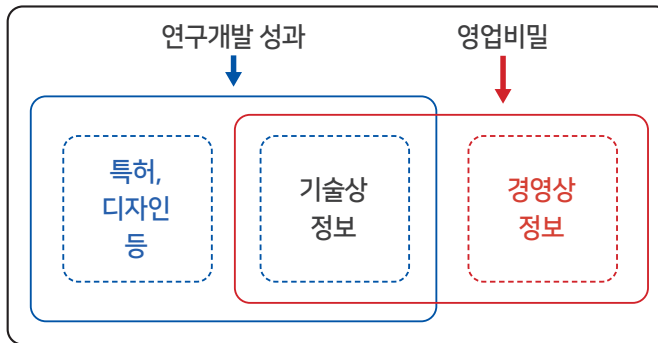 연구개발 성과
영업비밀
특허,
디자인
등
기술상
정보
경영상
정보